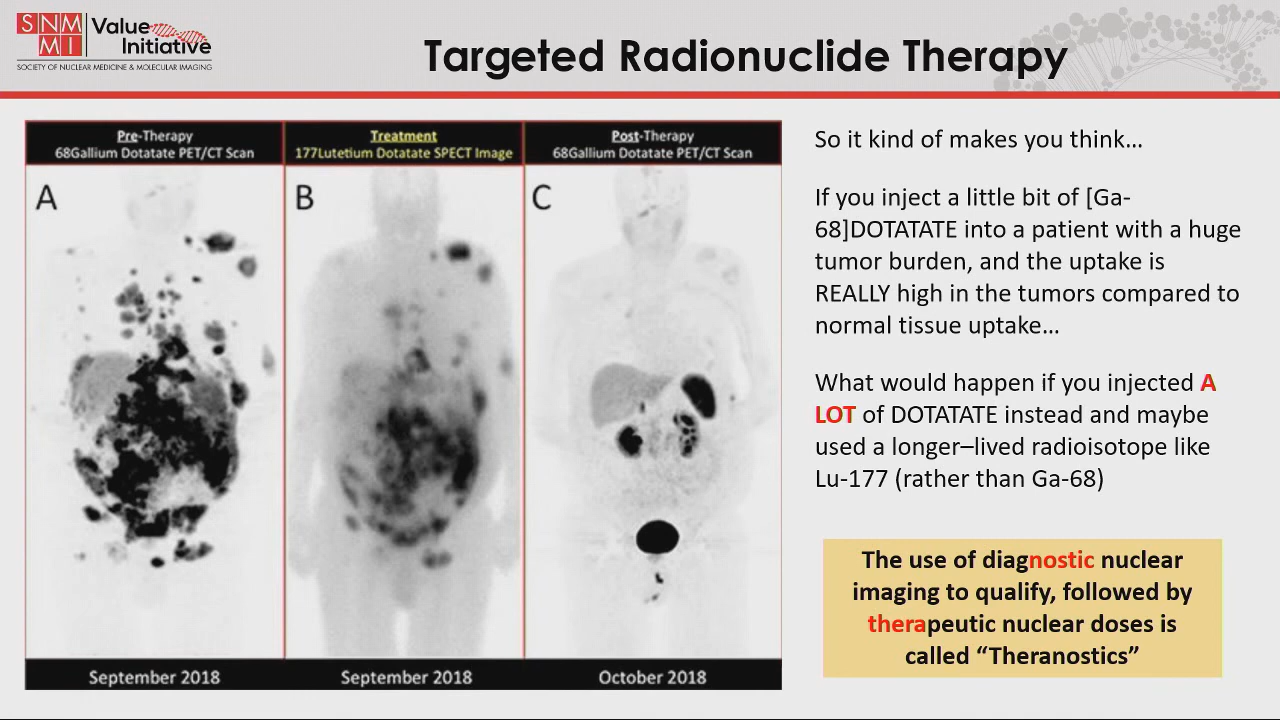 SNM
MI
Value
Initiative
SOCIETY OF NUCLEAR MEDICINE & MOLECULAR IMAGING
Targeted Radionuclide Therapy
Pre-Therapy
68Gallium Dotatate PET/CT Scan
Treatment
177Lutetium Dotatate SPECT Image
Post-Therapy
68Gallium Dotatate PET/CT Scan
A
B
C
September 2018
September 2018
October 2018
So it kind of makes you think…
If you inject a little bit of [Ga-
68]DOTATATE into a patient with a huge
tumor burden, and the uptake is
REALLY high in the tumors compared to
normal tissue uptake…
What would happen if you injected A
LOT of DOTATATE instead and maybe
used a longer–lived radioisotope like
Lu-177 (rather than Ga-68)
The use of diagnostic nuclear
imaging to qualify, followed by
therapeutic nuclear doses is
called “Theranostics”